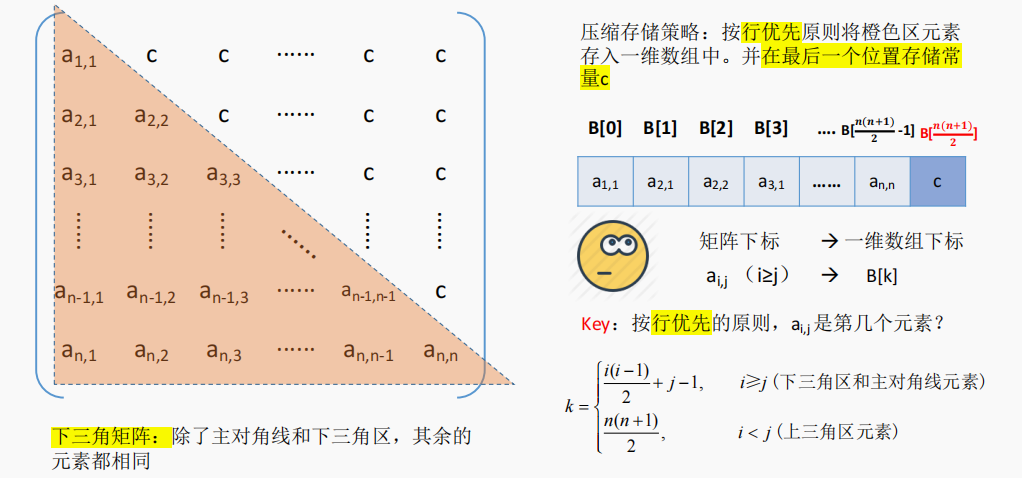 a1,1 c c ⋯⋯ c c
a2,1 a2,2 c ⋯⋯ c c
a3,1 a3,2 a3,3 ⋯⋯ c c
⋮ ⋮ ⋮ ⋱ ⋮ ⋮
an-1,1 an-1,2 an-1,3 ⋯⋯ an-1,n-1 c
an,1 an,2 an,3 ⋯⋯ an,n-1 an,n
下三角矩阵：除了主对角线和下三角区，其余的
元素都相同
压缩存储策略：按行优先原则将橙色区元素
存入一维数组中。并在最后一个位置存储常
量c
B[0] B[1] B[2] B[3] .... B[n(n+1)/2 -1] B[n(n+1)/2]
a1,1 a2,1 a2,2 a3,1 …… an,n c
矩阵下标 → 一维数组下标
ai,j （i≥j） → B[k]
Key：按行优先的原则，ai,j是第几个元素？
k = { i(i−1)/2 + j−1, i≥j (下三角区和主对角线元素)
n(n+1)/2, i < j (上三角区元素)